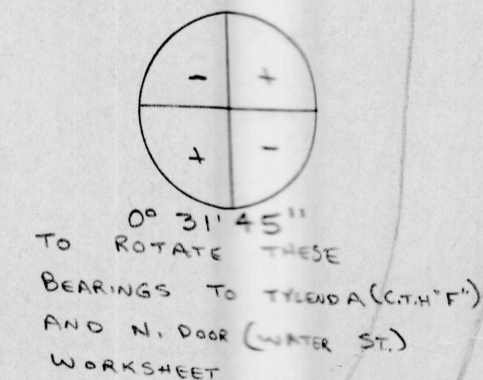 - +
+ -
0° 31' 45"
TO ROTATE THESE
BEARINGS TO TYLENDA (C.T.H "F")
AND N. DOOR (WATER ST.)
WORKSHEET